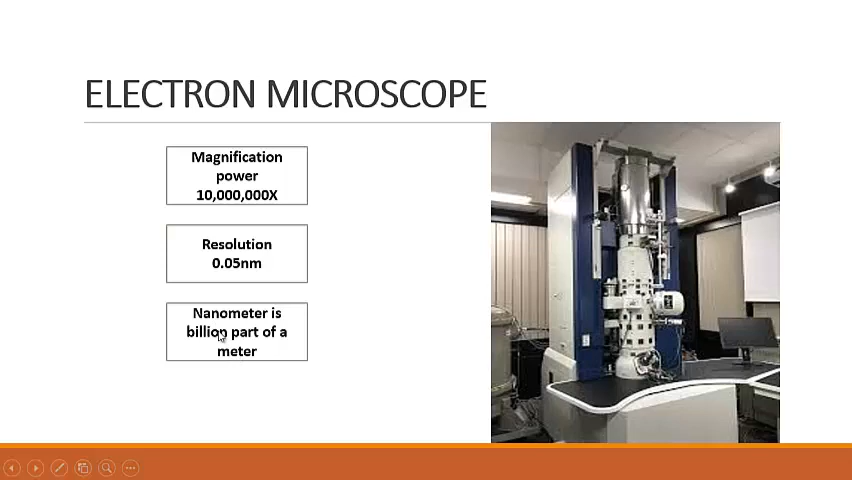 ELECTRON MICROSCOPE
Magnification
power
10,000,000X
Resolution
0.05nm
Nanometer is
billion part of a
meter